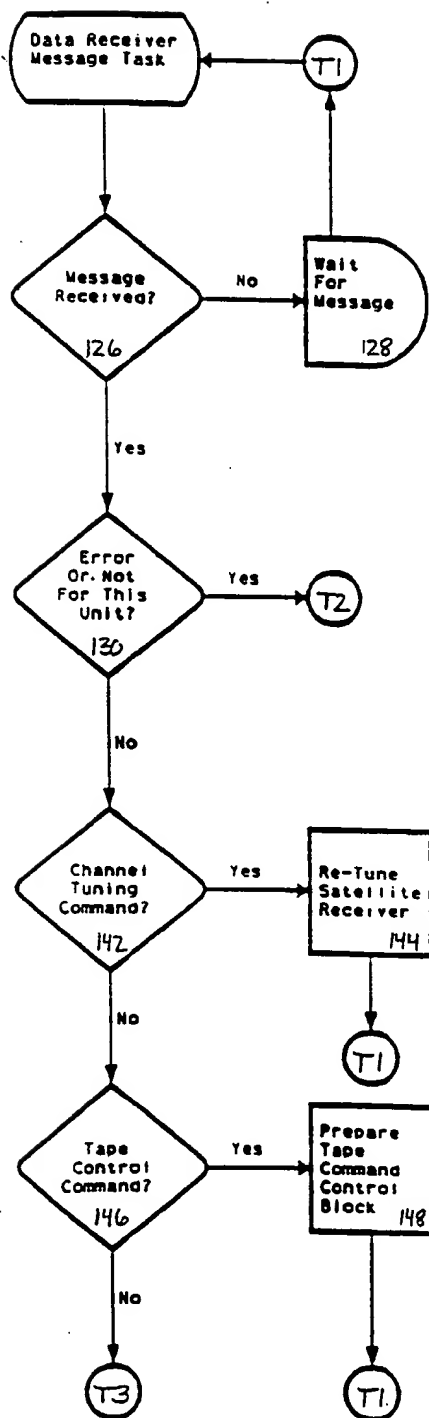 Data Receiver
Message Task
T1
Message
Received?
126
No
Wait
For
Message
128
Yes
Error
Or. Not
For This
Unit?
130
Yes
T2
No
Channel
Tuning
Command?
142
Yes
Re-Tune
Satellite
Receiver
144
T1
No
Tape
Control
Command?
146
Yes
Prepare
Tape
Command
Control
Block
148
No
T3
T1.